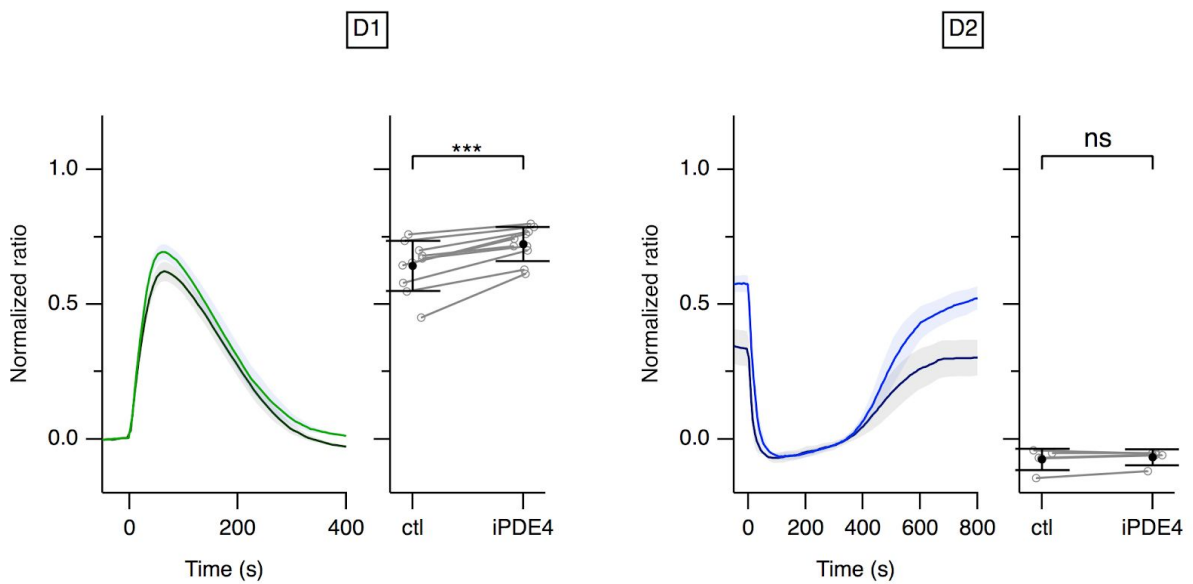 D1
D2
Normalized ratio
1.0
0.5
0.0
0
200
400
Time (s)
***
ctl
iPDE4
Normalized ratio
1.0
0.5
0.0
0
200
400
600
800
Time (s)
ns
ctl
iPDE4